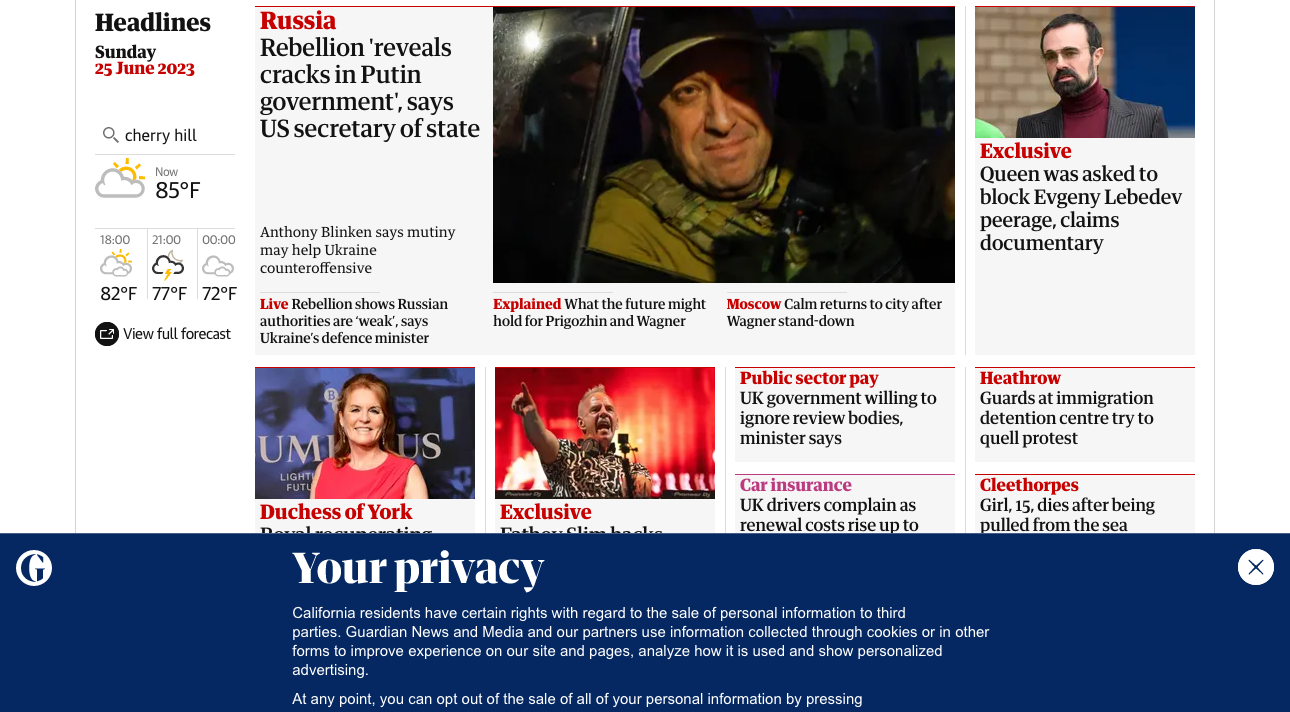 Headlines
Sunday
25 June 2023
cherry hill
Now
85°F
18:00
21:00
00:00
82°F
77°F
72°F
View full forecast
Russia
Rebellion 'reveals
cracks in Putin
government', says
US secretary of state
Anthony Blinken says mutiny
may help Ukraine
counteroffensive
Live Rebellion shows Russian
authorities are ‘weak’, says
Ukraine’s defence minister
Explained What the future might
hold for Prigozhin and Wagner
Moscow Calm returns to city after
Wagner stand-down
Exclusive
Queen was asked to
block Evgeny Lebedev
peerage, claims
documentary
B
UM US
LIGHT
FUTU
Duchess of York
Royal recuperating
Pioneer Dj
Pioneer Dj
Exclusive
Fatboy Slim backs
Public sector pay
UK government willing to
ignore review bodies,
minister says
Heathrow
Guards at immigration
detention centre try to
quell protest
Car insurance
UK drivers complain as
renewal costs rise up to
Cleethorpes
Girl, 15, dies after being
pulled from the sea
G
Your privacy
California residents have certain rights with regard to the sale of personal information to third
parties. Guardian News and Media and our partners use information collected through cookies or in other
forms to improve experience on our site and pages, analyze how it is used and show personalized
advertising.
At any point, you can opt out of the sale of all of your personal information by pressing